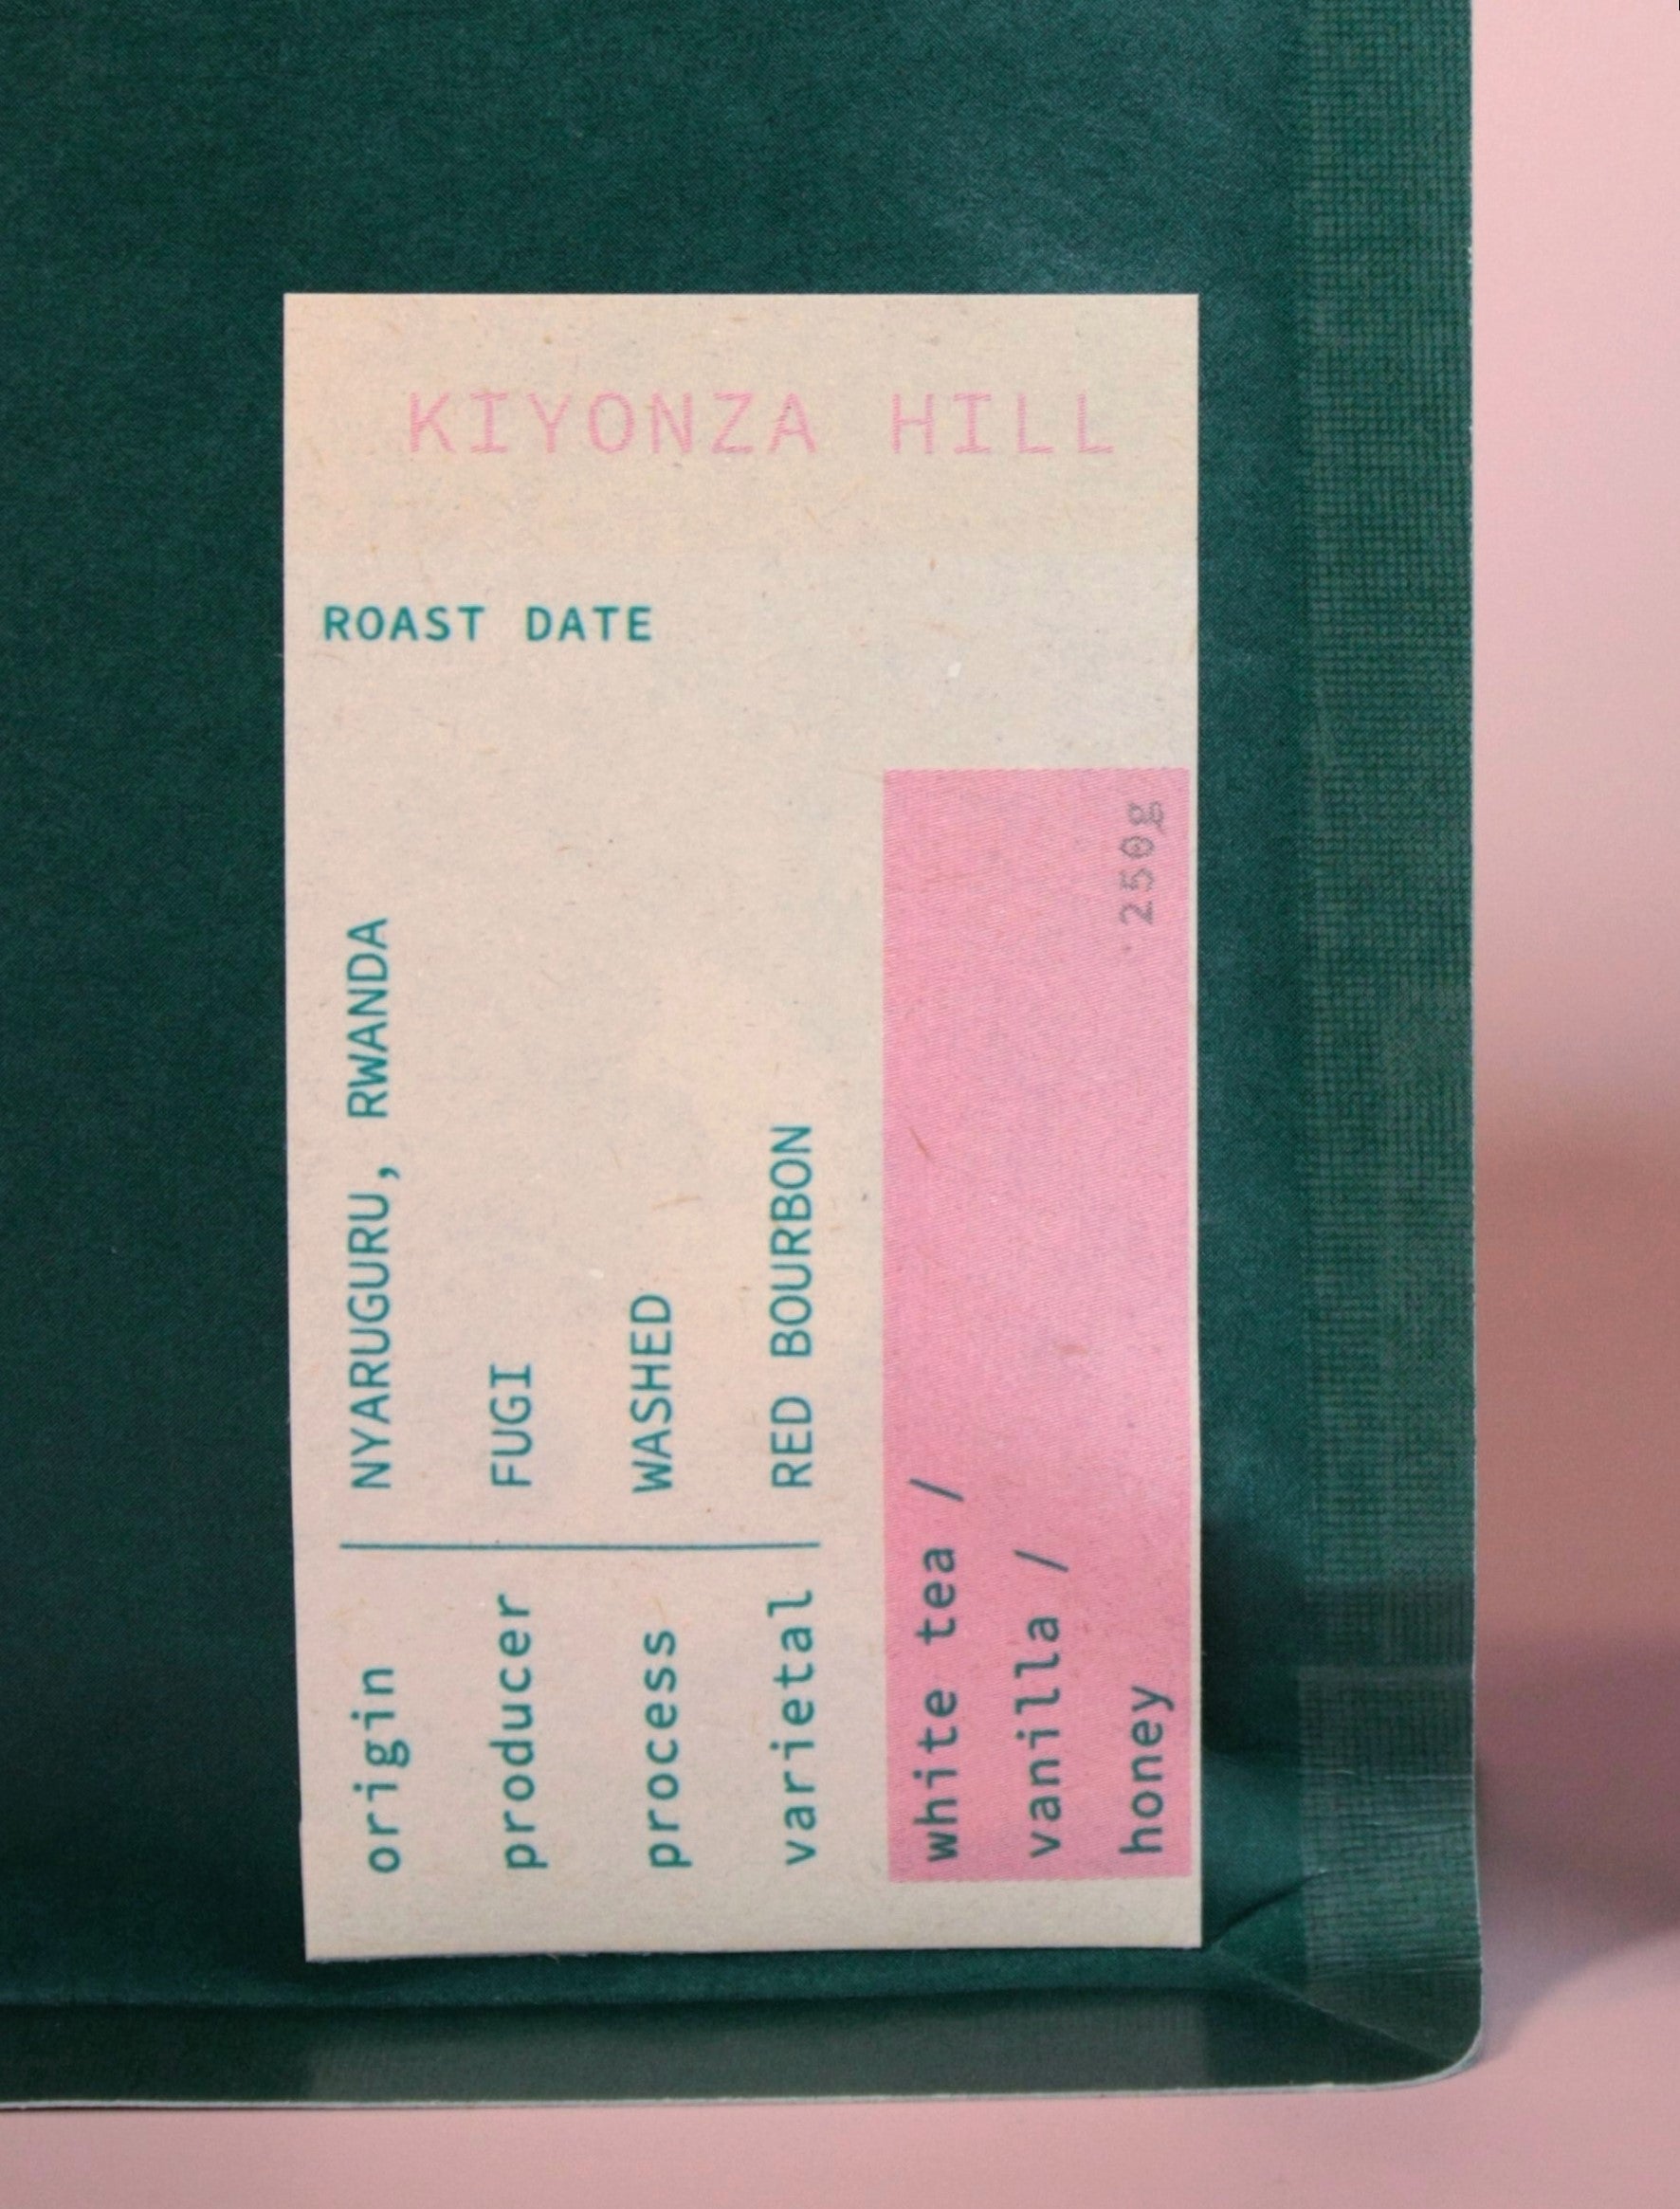 KIYONZA HILL
ROAST DATE
origin NYARUGURU, RWANDA
producer FUGI
process WASHED
varietal RED BOURBON
white tea /
vanilla /
honey 250g